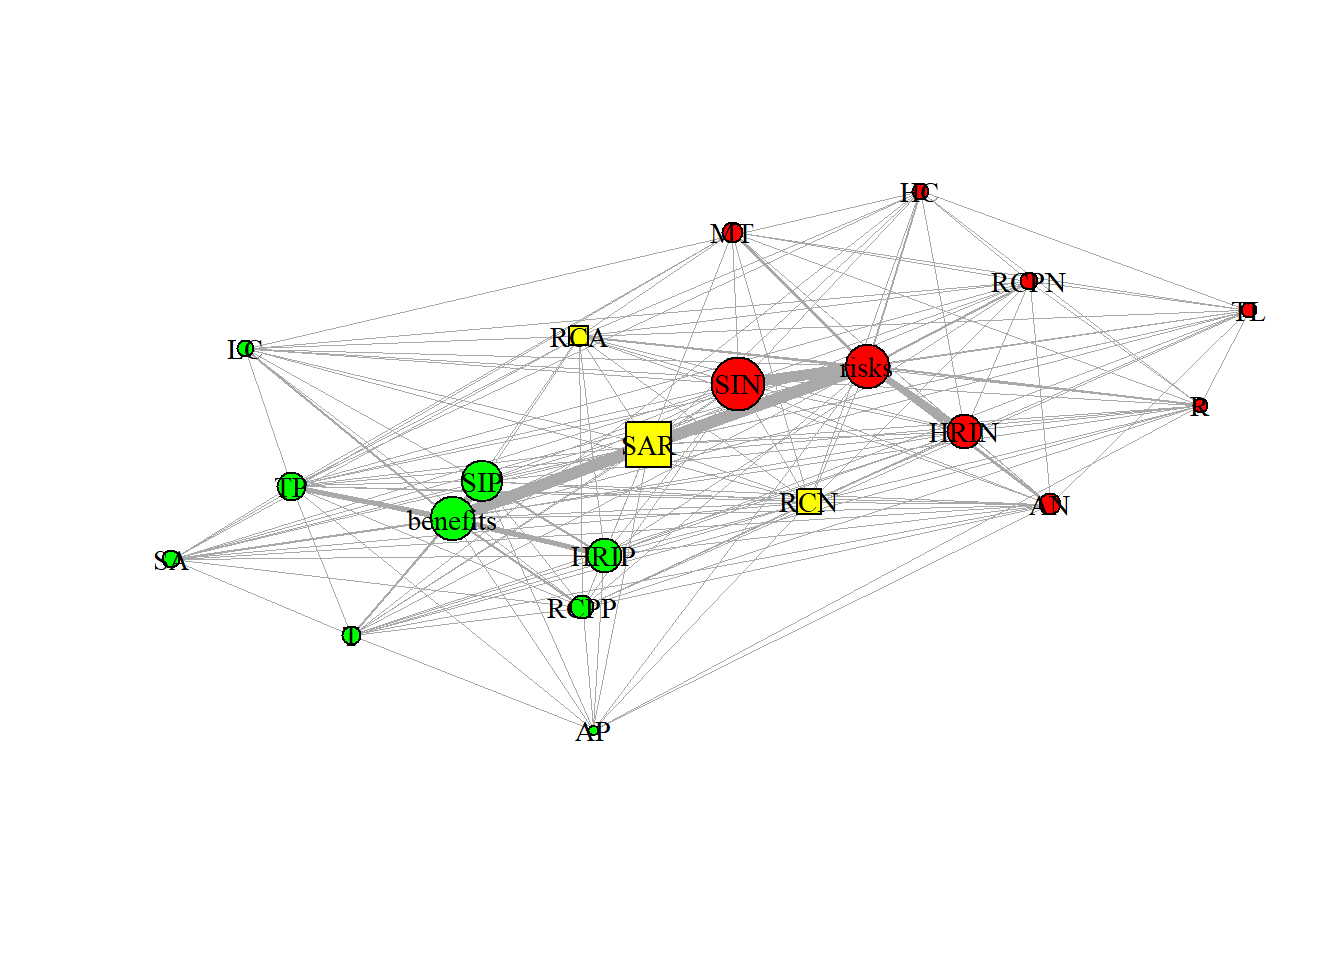 HC
MT
RCPN
TL
RCA
LC
risks
SIN
R
HRIN
SAR
SIP
TP
RCN
AN
benefits
HRIP
SA
RCPP
T
AP